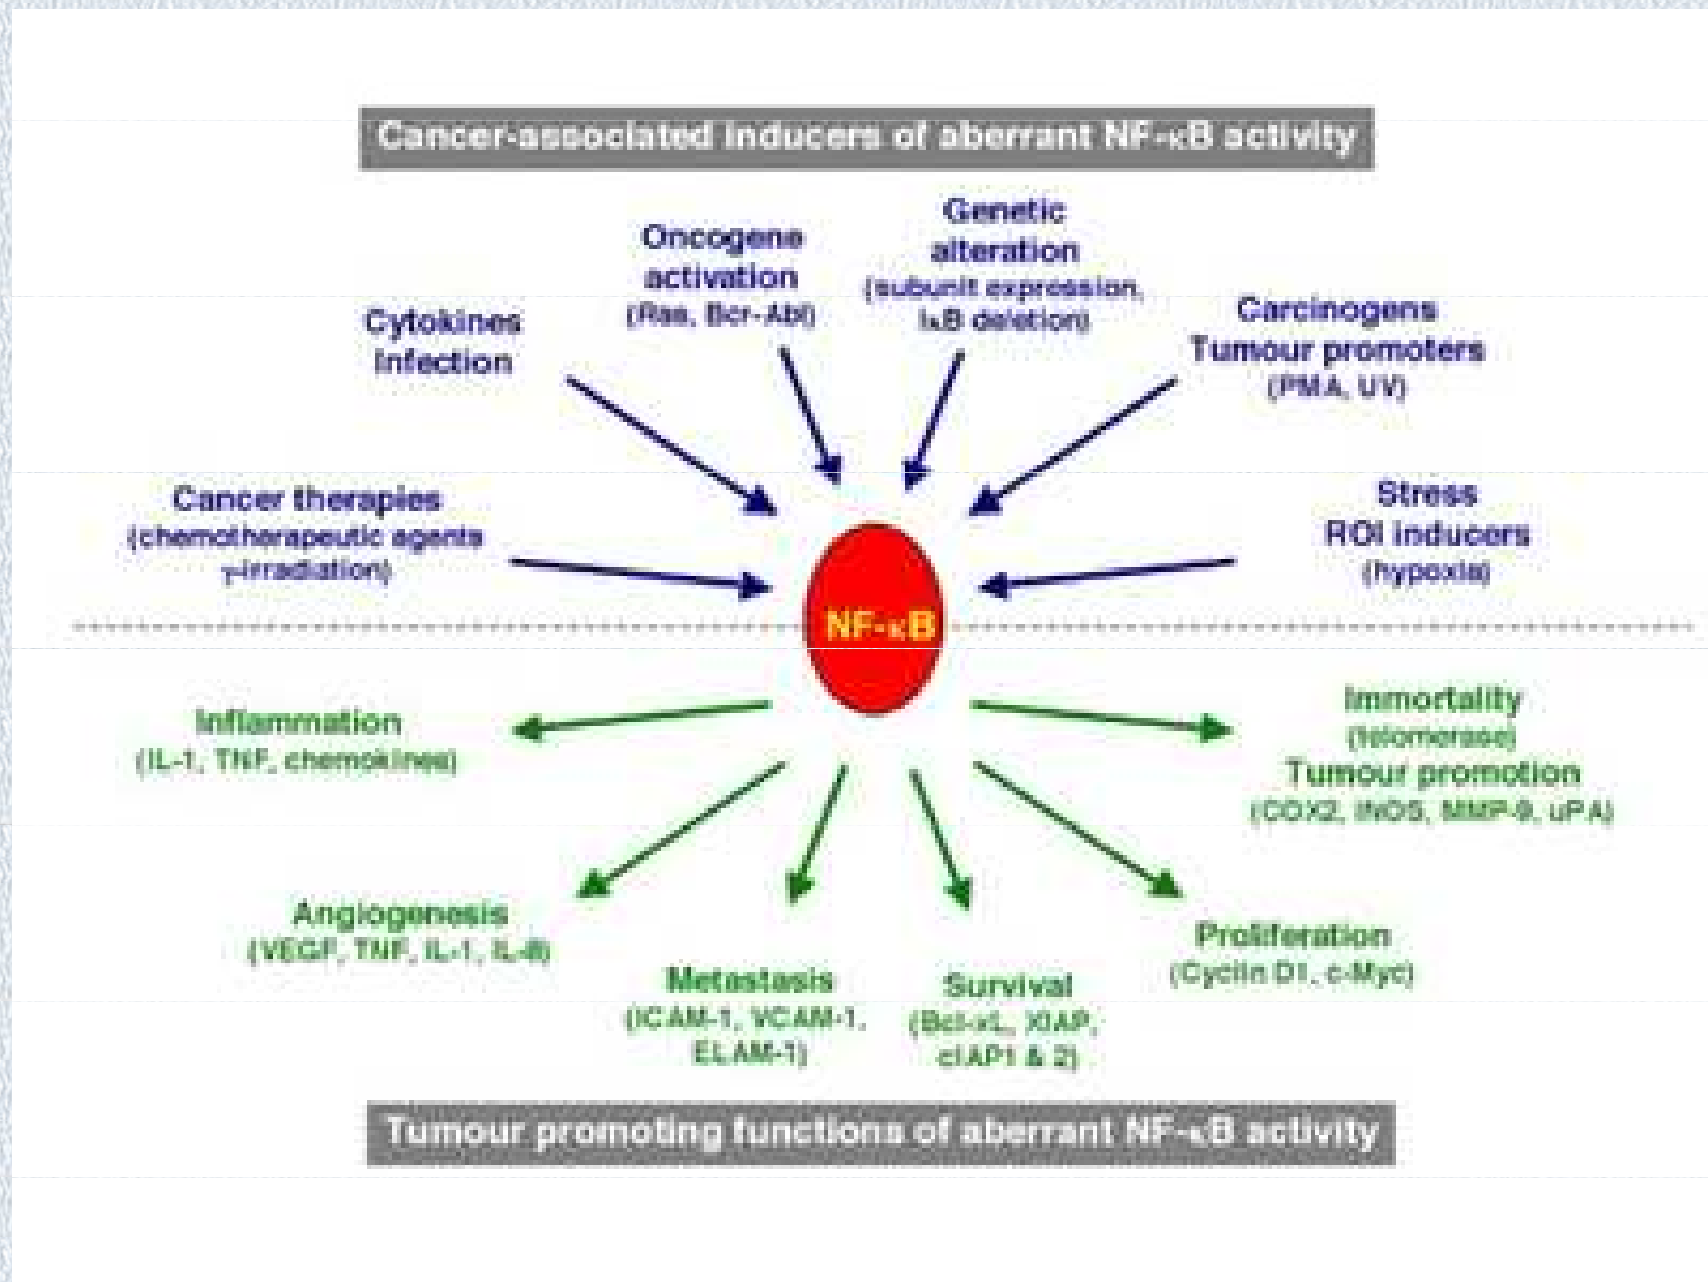 Cancer-associated inducers of aberrant NF-κB activity
Genetic
alteration
(subunit expression,
IκB deletion)
Oncogene
activation
(Ras, Bcr-Abl)
Cytokines
Infection
Carcinogens
Tumour promoters
(PMA, UV)
Cancer therapies
(chemotherapeutic agents
γ-irradiation)
Stress
ROI inducers
(hypoxia)
NF-κB
Inflammation
(IL-1, TNF, chemokines)
Immortality
(telomerase)
Tumour promotion
(COX2, iNOS, MMP-9, uPA)
Angiogenesis
(VEGF, TNF, IL-1, IL-8)
Metastasis
(ICAM-1, VCAM-1,
ELAM-1)
Survival
(Bcl-xL, XIAP,
cIAP1 & 2)
Proliferation
(Cyclin D1, c-Myc)
Tumour promoting functions of aberrant NF-κB activity